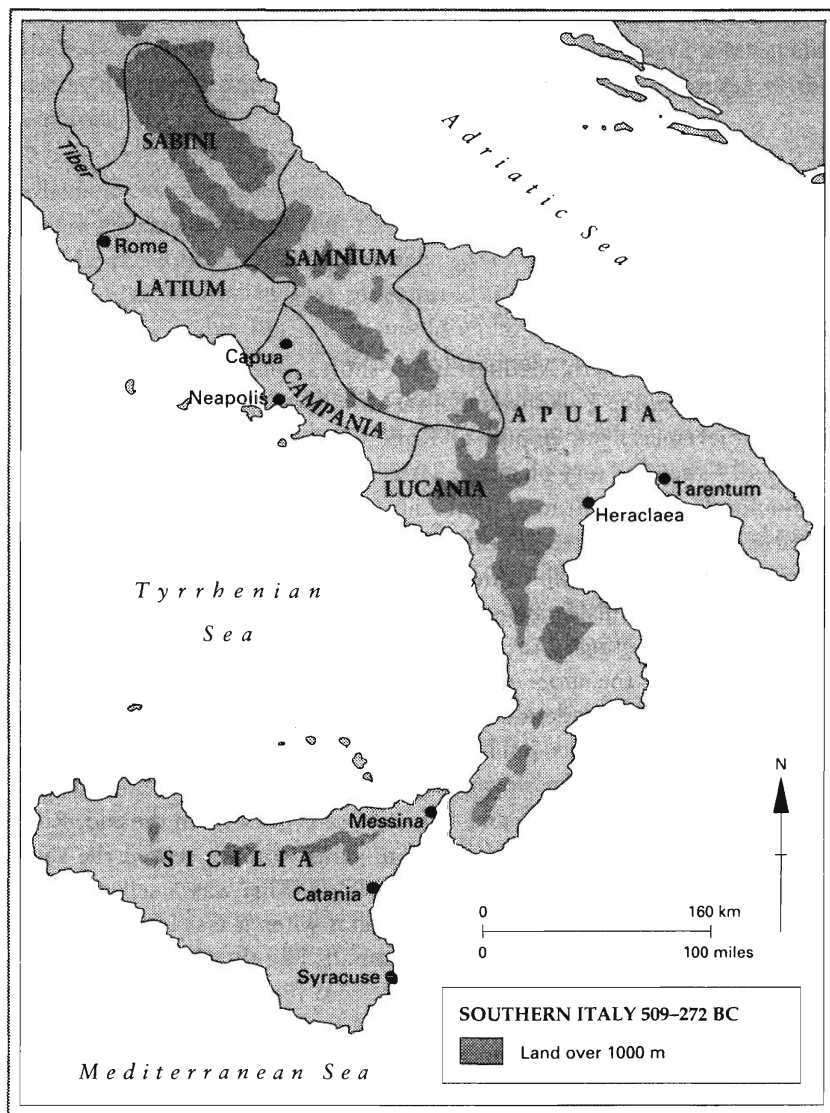 Adriatic Sea
SABINI
Tiber
Rome
SAMNIUM
LATIUM
Capua
Neapolis
CAMPANIA
APULIA
LUCANIA
Tarentum
Heraclaea
Tyrrhenian
Sea
N
Messina
SICILIA
Catania
0 160 km
0 100 miles
Syracuse
SOUTHERN ITALY 509–272 BC
Land over 1000 m
Mediterranean Sea